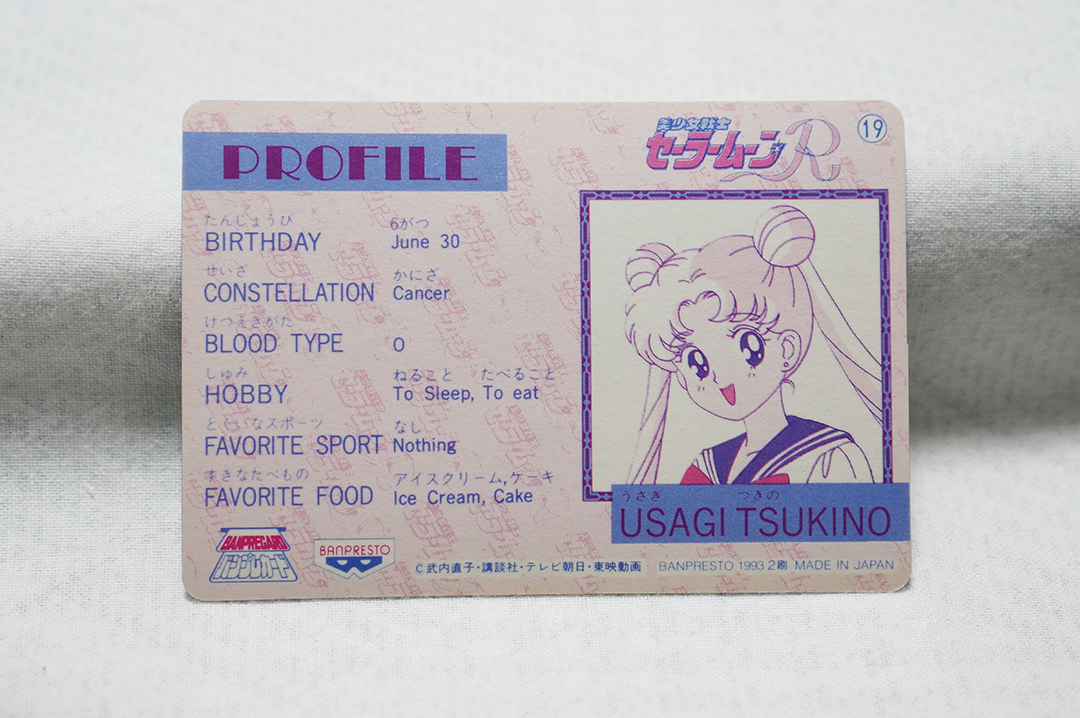 PROFILE
美少女戦士
セーラームーンR
19
たんじょうび 6がつ
BIRTHDAY June 30
せいざ かにざ
CONSTELLATION Cancer
けつえきがた
BLOOD TYPE O
しゅみ ねること たべること
HOBBY To Sleep, To eat
とくいなスポーツ なし
FAVORITE SPORT Nothing
すきなたべもの アイスクリーム,ケーキ
FAVORITE FOOD Ice Cream, Cake
うさぎ つきの
USAGI TSUKINO
BANPRECARD
バンプレカード
BANPRESTO
C武内直子・講談社・テレビ朝日・東映動画 BANPRESTO 1993 2刷 MADE IN JAPAN